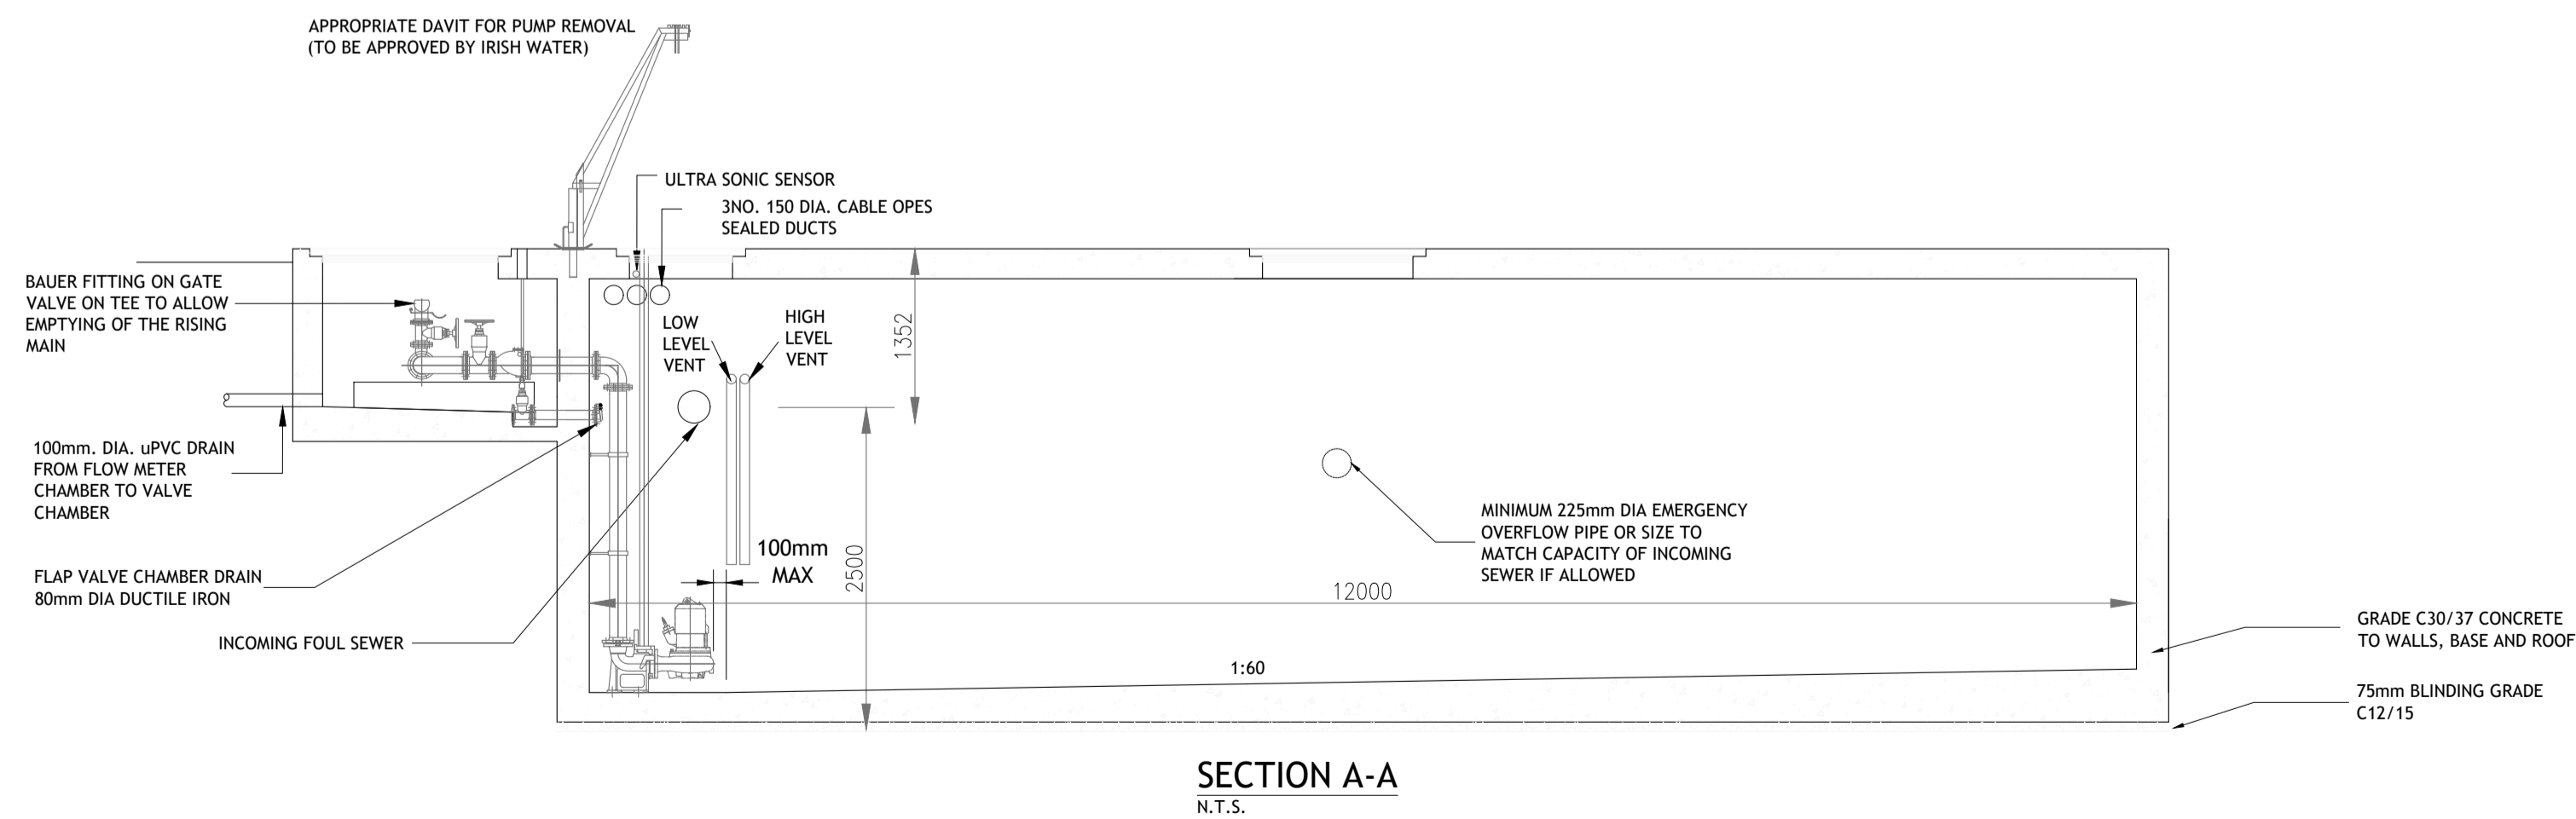 APPROPRIATE DAVIT FOR PUMP REMOVAL
(TO BE APPROVED BY IRISH WATER)
ULTRA SONIC SENSOR
3NO. 150 DIA. CABLE OPES
SEALED DUCTS
BAUER FITTING ON GATE
VALVE ON TEE TO ALLOW
EMPTYING OF THE RISING
MAIN
LOW
LEVEL
VENT
HIGH
LEVEL
VENT
1352
100mm. DIA. uPVC DRAIN
FROM FLOW METER
CHAMBER TO VALVE
CHAMBER
FLAP VALVE CHAMBER DRAIN
80mm DIA DUCTILE IRON
INCOMING FOUL SEWER
100mm
MAX
2500
MINIMUM 225mm DIA EMERGENCY
OVERFLOW PIPE OR SIZE TO
MATCH CAPACITY OF INCOMING
SEWER IF ALLOWED
12000
1:60
GRADE C30/37 CONCRETE
TO WALLS, BASE AND ROOF
75mm BLINDING GRADE
C12/15
SECTION A-A
N.T.S.